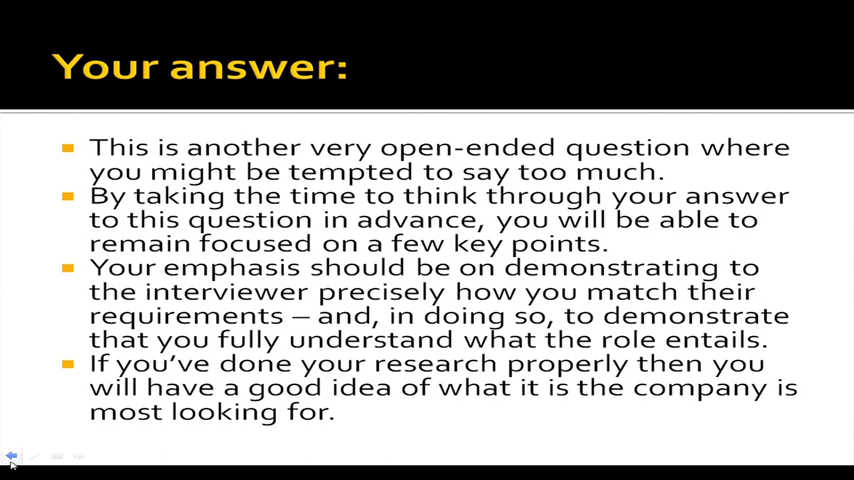 Your answer:
This is another very open-ended question where
you might be tempted to say too much.
By taking the time to think through your answer
to this question in advance, you will be able to
remain focused on a few key points.
Your emphasis should be on demonstrating to
the interviewer precisely how you match their
requirements – and, in doing so, to demonstrate
that you fully understand what the role entails.
If you’ve done your research properly then you
will have a good idea of what it is the company is
most looking for.